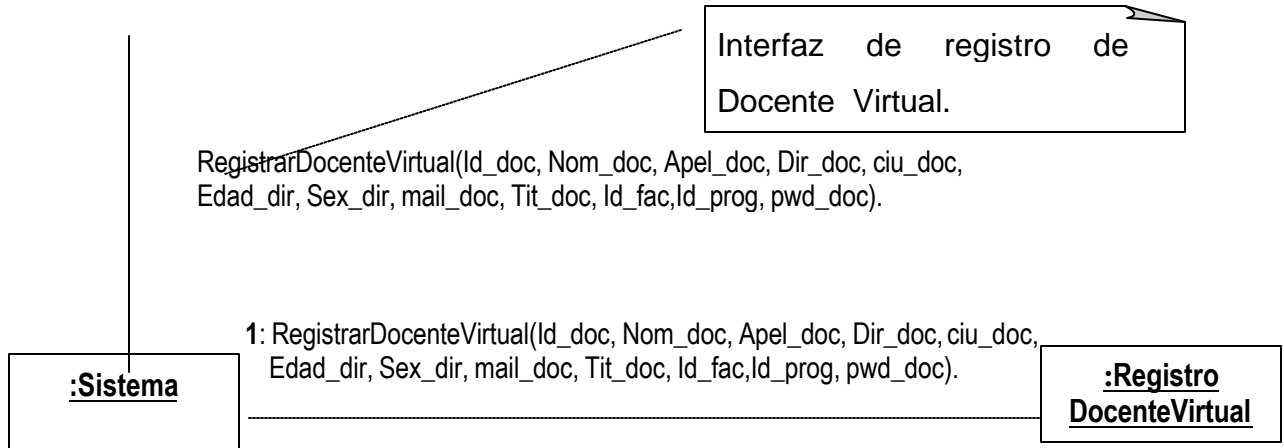 Interfaz de registro de
Docente Virtual.
RegistrarDocenteVirtual(Id_doc, Nom_doc, Apel_doc, Dir_doc, ciu_doc,
Edad_dir, Sex_dir, mail_doc, Tit_doc, Id_fac,Id_prog, pwd_doc).
1: RegistrarDocenteVirtual(Id_doc, Nom_doc, Apel_doc, Dir_doc, ciu_doc,
Edad_dir, Sex_dir, mail_doc, Tit_doc, Id_fac,Id_prog, pwd_doc).
:Sistema
:Registro
DocenteVirtual